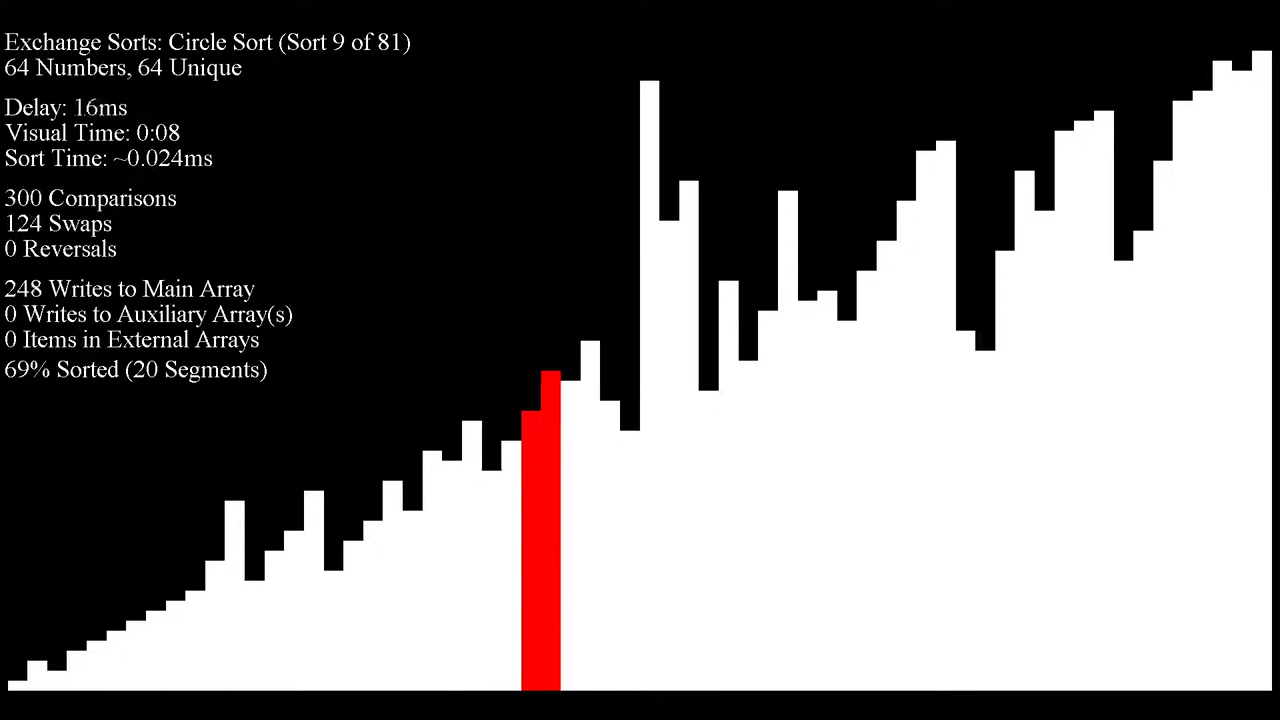 Exchange Sorts: Circle Sort (Sort 9 of 81)
64 Numbers, 64 Unique
Delay: 16ms
Visual Time: 0:08
Sort Time: ~0.024ms
300 Comparisons
124 Swaps
0 Reversals
248 Writes to Main Array
0 Writes to Auxiliary Array(s)
0 Items in External Arrays
69% Sorted (20 Segments)